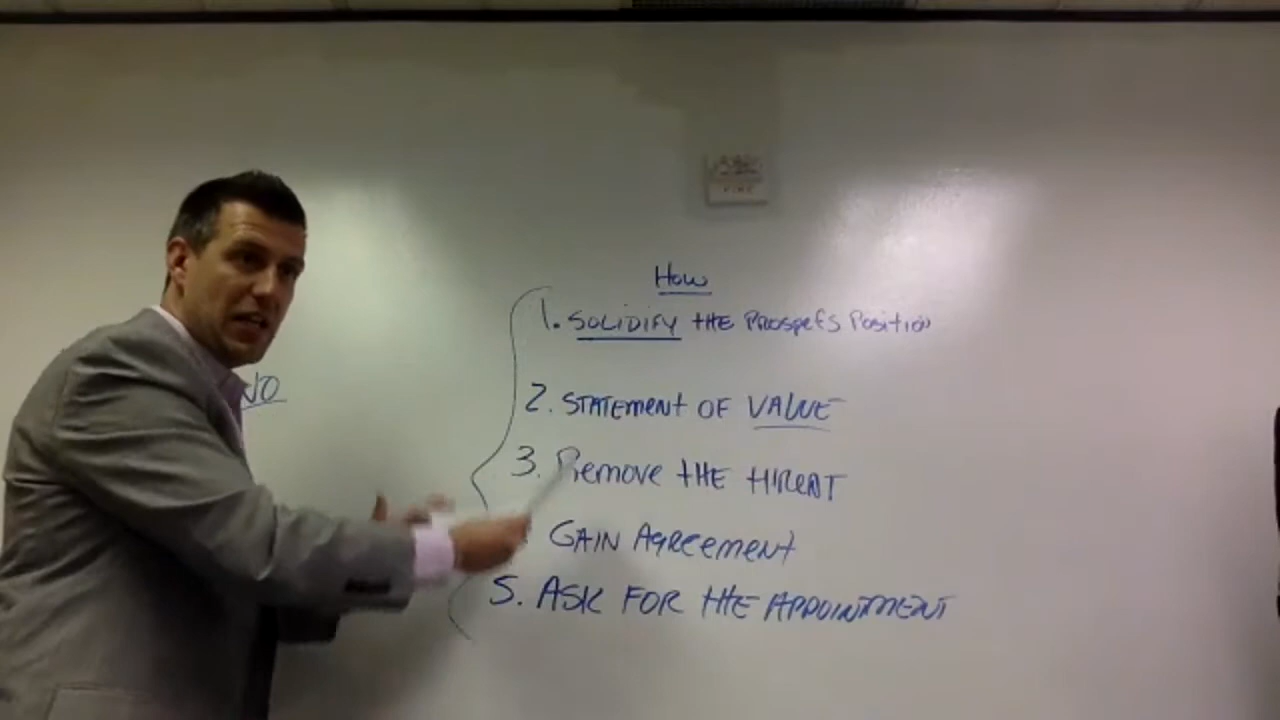 How
1. SOLIDIFY THE PROSPECTS POSITION
NO
2. STATEMENT OF VALUE
3. Remove THE THREAT
GAIN AGREEMENT
5. ASK FOR THE APPOINTMENT
FIRE